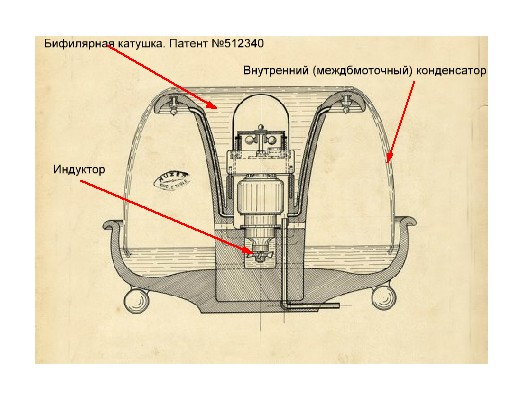 Бифилярная катушка. Патент №512340
Внутренний (междбмоточный) конденсатор
Индуктор